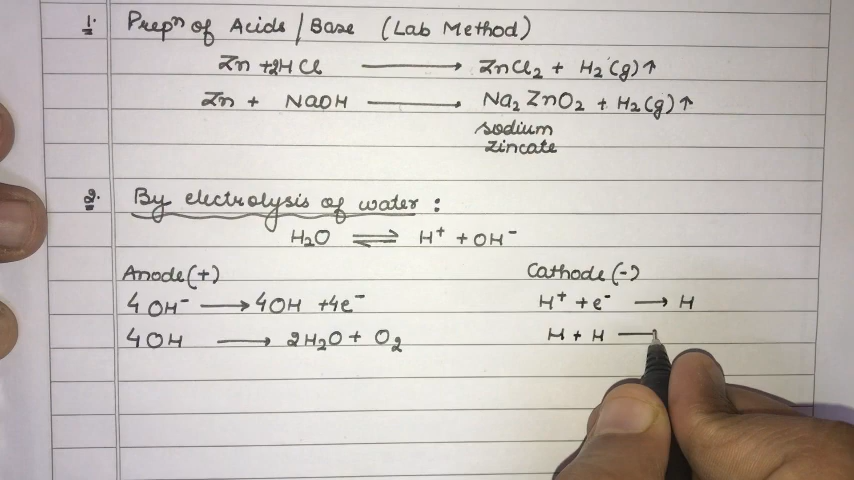 1. Prepⁿ of Acids / Base (Lab Method)
Zn + 2HCl ⟶ ZnCl₂ + H₂(g)↑
Zn + NaOH ⟶ Na₂ZnO₂ + H₂(g)↑
sodium
zincate
2. By electrolysis of water :
H₂O ⇌ H⁺ + OH⁻
Anode(+) Cathode(-)
4OH⁻ ⟶ 4OH + 4e⁻ H⁺ + e⁻ ⟶ H
4OH ⟶ 2H₂O + O₂ H + H —